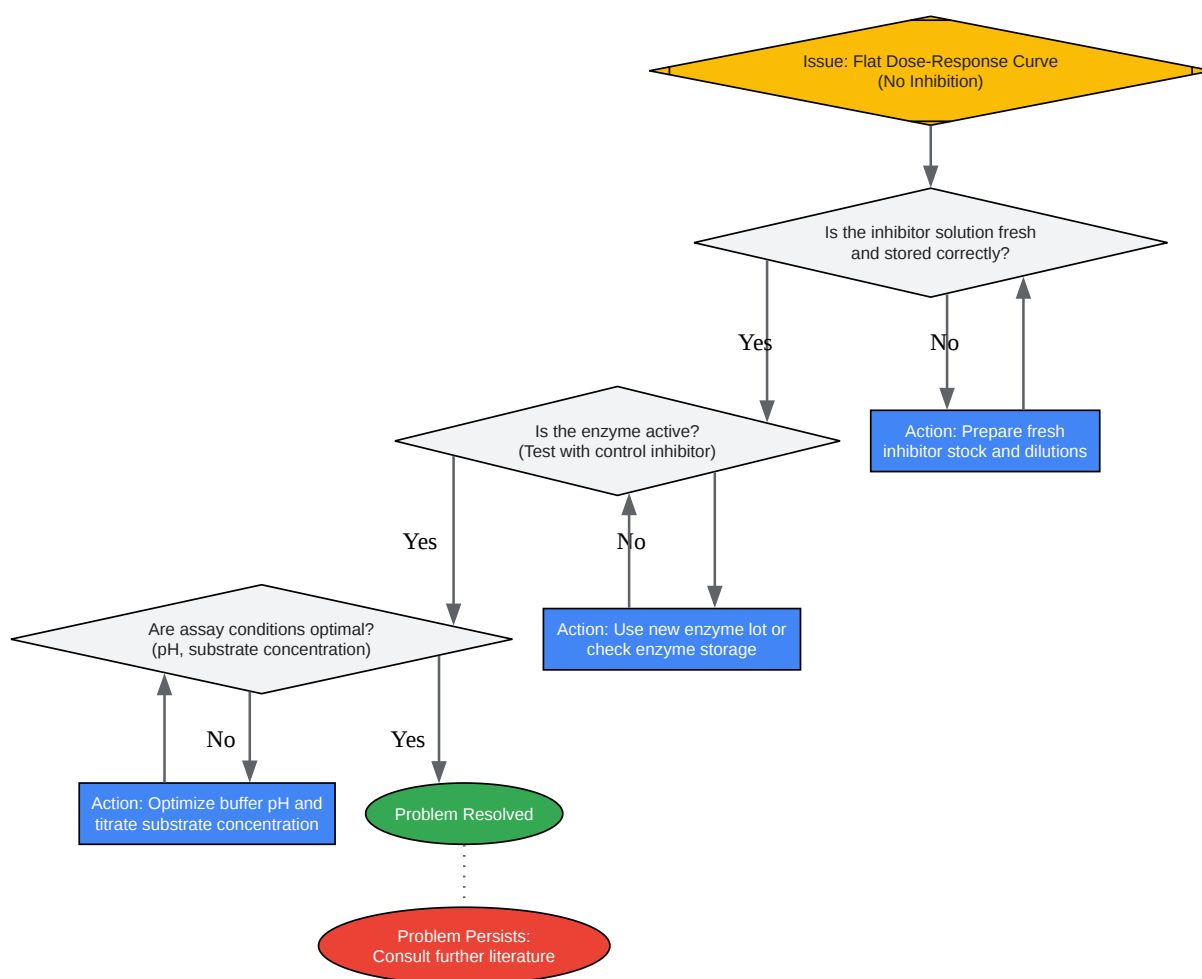 Issue: Flat Dose-Response Curve
(No Inhibition)
Is the inhibitor solution fresh
and stored correctly?
Yes
No
Is the enzyme active?
(Test with control inhibitor)
Action: Prepare fresh
inhibitor stock and dilutions
Yes
No
Are assay conditions optimal?
(pH, substrate concentration)
Action: Use new enzyme lot or
check enzyme storage
No
Yes
Action: Optimize buffer pH and
titrate substrate concentration
Problem Resolved
Problem Persists:
Consult further literature